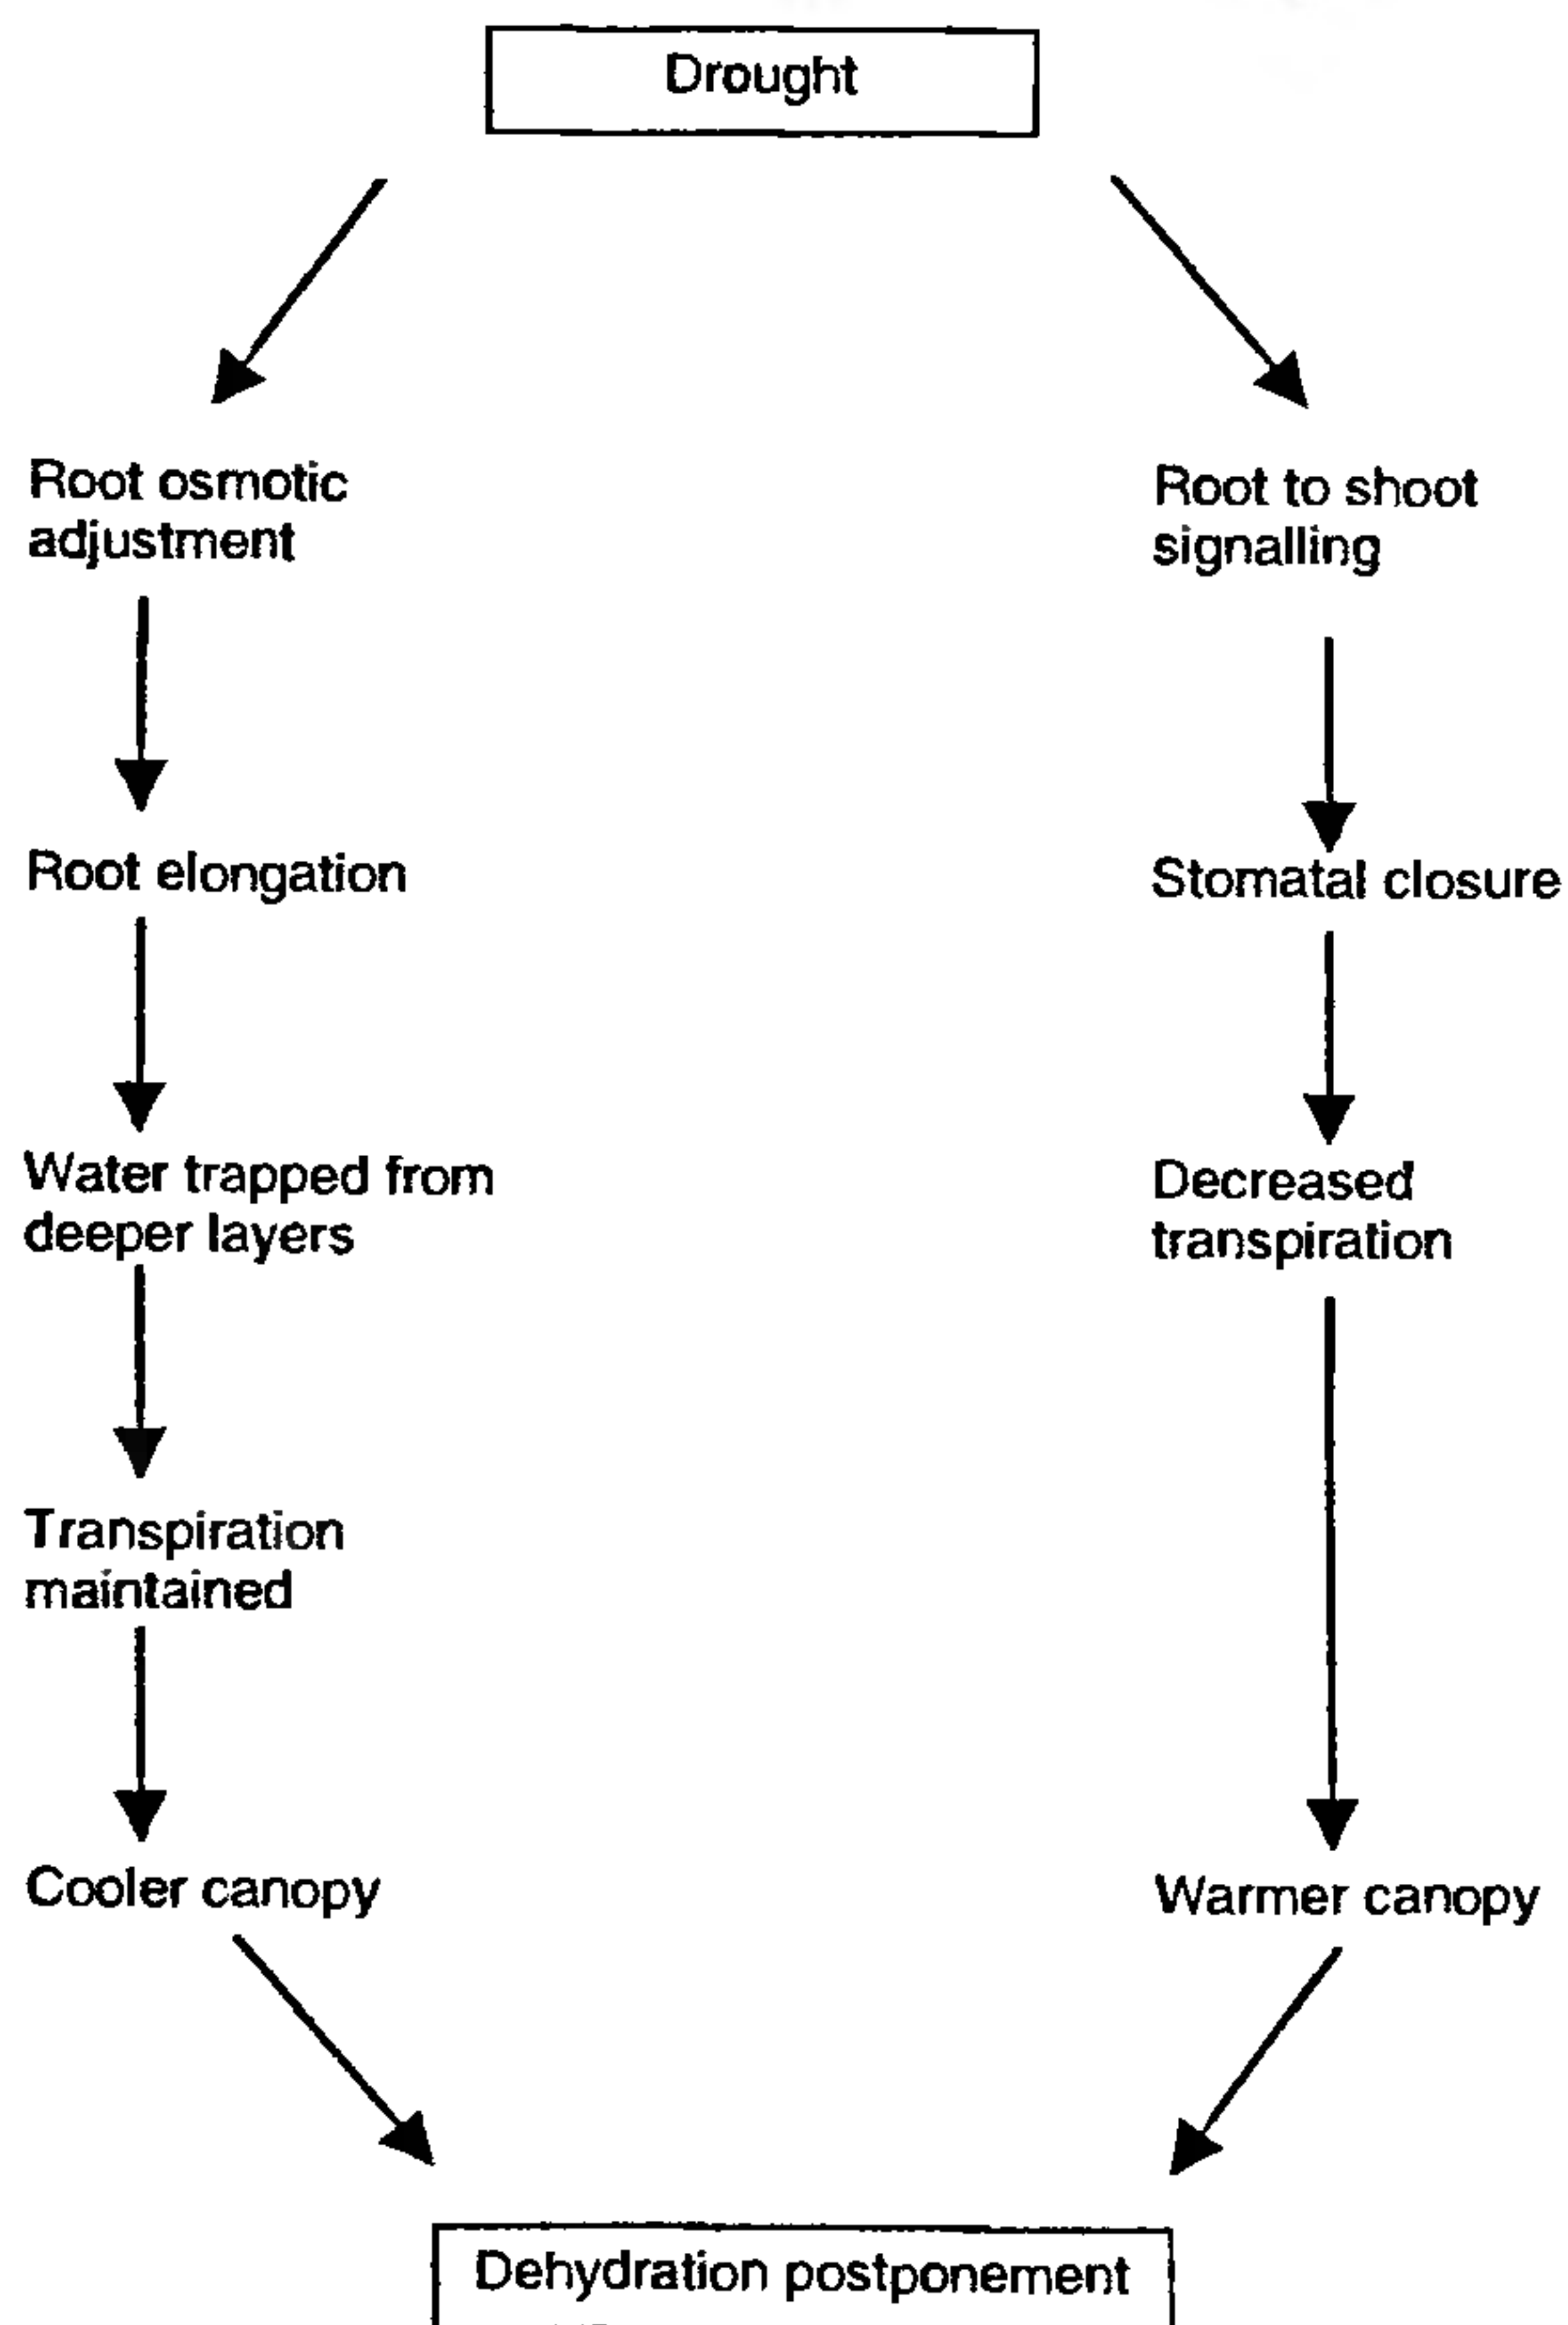 Drought
Root osmotic
adjustment
Root to shoot
signalling
Root elongation
Stomatal closure
Water trapped from
deeper layers
Decreased
transpiration
Transpiration
maintained
Cooler canopy
Warmer canopy
Dehydration postponement